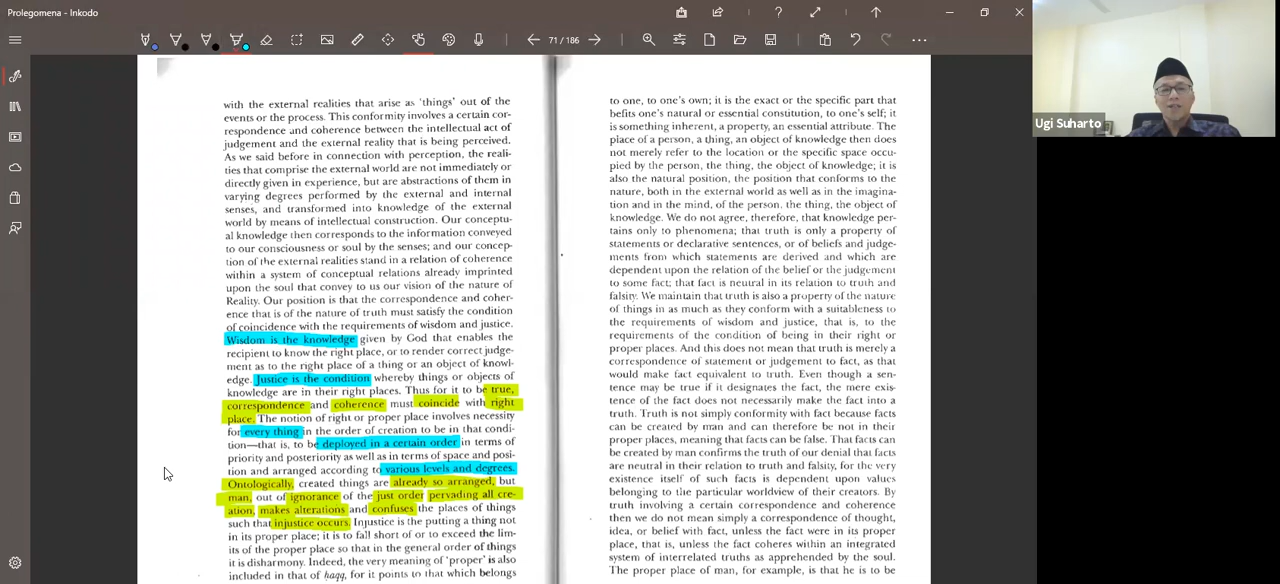 Prolegomena - Inkodo
71 / 186
Ugi Suharto
with the external realities that arise as 'things' out of the
events or the process. This conformity involves a certain cor-
respondence and coherence between the intellectual act of
judgement and the external reality that is being perceived.
As we said before in connection with perception, the reali-
ties that comprise the external world are not immediately or
directly given in experience, but are abstractions of them in
varying degrees performed by the external and internal
senses, and transformed into knowledge of the external
world by means of intellectual construction. Our conceptu-
al knowledge then corresponds to the information conveyed
to our consciousness or soul by the senses; and our concep-
tion of the external realities stand in a relation of coherence
within a system of conceptual relations already imprinted
upon the soul that convey to us our vision of the nature of
Reality. Our position is that the correspondence and coher-
ence that is of the nature of truth must satisfy the condition
of coincidence with the requirements of wisdom and justice.
Wisdom is the knowledge given by God that enables the
recipient to know the right place, or to render correct judge-
ment as to the right place of a thing or an object of knowl-
edge. Justice is the condition whereby things or objects of
knowledge are in their right places. Thus for it to be true,
correspondence and coherence must coincide with right
place. The notion of right or proper place involves necessity
for every thing in the order of creation to be in that condi-
tion—that is, to be deployed in a certain order in terms of
priority and posteriority as well as in terms of space and posi-
tion and arranged according to various levels and degrees.
Ontologically, created things are already so arranged, but
man, out of ignorance of the just order pervading all cre-
ation, makes alterations and confuses the places of things
such that injustice occurs. Injustice is the putting a thing not
in its proper place; it is to fall short of or to exceed the lim-
its of the proper place so that in the general order of things
it is disharmony. Indeed, the very meaning of 'proper' is also
included in that of ḥaqq, for it points to that which belongs
to one, to one's own; it is the exact or the specific part that
befits one's natural or essential constitution, to one's self; it
is something inherent, a property, an essential attribute. The
place of a person, a thing, an object of knowledge then does
not merely refer to the location or the specific space occu-
pied by the person, the thing, the object of knowledge; it is
also the natural position, the position that conforms to the
nature, both in the external world as well as in the imagina-
tion and in the mind, of the person, the thing, the object of
knowledge. We do not agree, therefore, that knowledge per-
tains only to phenomena; that truth is only a property of
statements or declarative sentences, or of beliefs and judge-
ments from which statements are derived and which are
dependent upon the relation of the belief or the judgement
to some fact; that fact is neutral in its relation to truth and
falsity. We maintain that truth is also a property of the nature
of things in as much as they conform with a suitableness to
the requirements of wisdom and justice, that is, to the
requirements of the condition of being in their right or
proper places. And this does not mean that truth is merely a
correspondence of statement or judgement to fact, as that
would make fact equivalent to truth. Even though a sen-
tence may be true if it designates the fact, the mere exis-
tence of the fact does not necessarily make the fact into a
truth. Truth is not simply conformity with fact because facts
can be created by man and can therefore be not in their
proper places, meaning that facts can be false. That facts can
be created by man confirms the truth of our denial that facts
are neutral in their relation to truth and falsity, for the very
existence itself of such facts is dependent upon values
belonging to the particular worldview of their creators. By
truth involving a certain correspondence and coherence
then we do not mean simply a correspondence of thought,
idea, or belief with fact, unless the fact were in its proper
place, that is, unless the fact coheres within an integrated
system of interrelated truths as apprehended by the soul.
The proper place of man, for example, is that he is to be